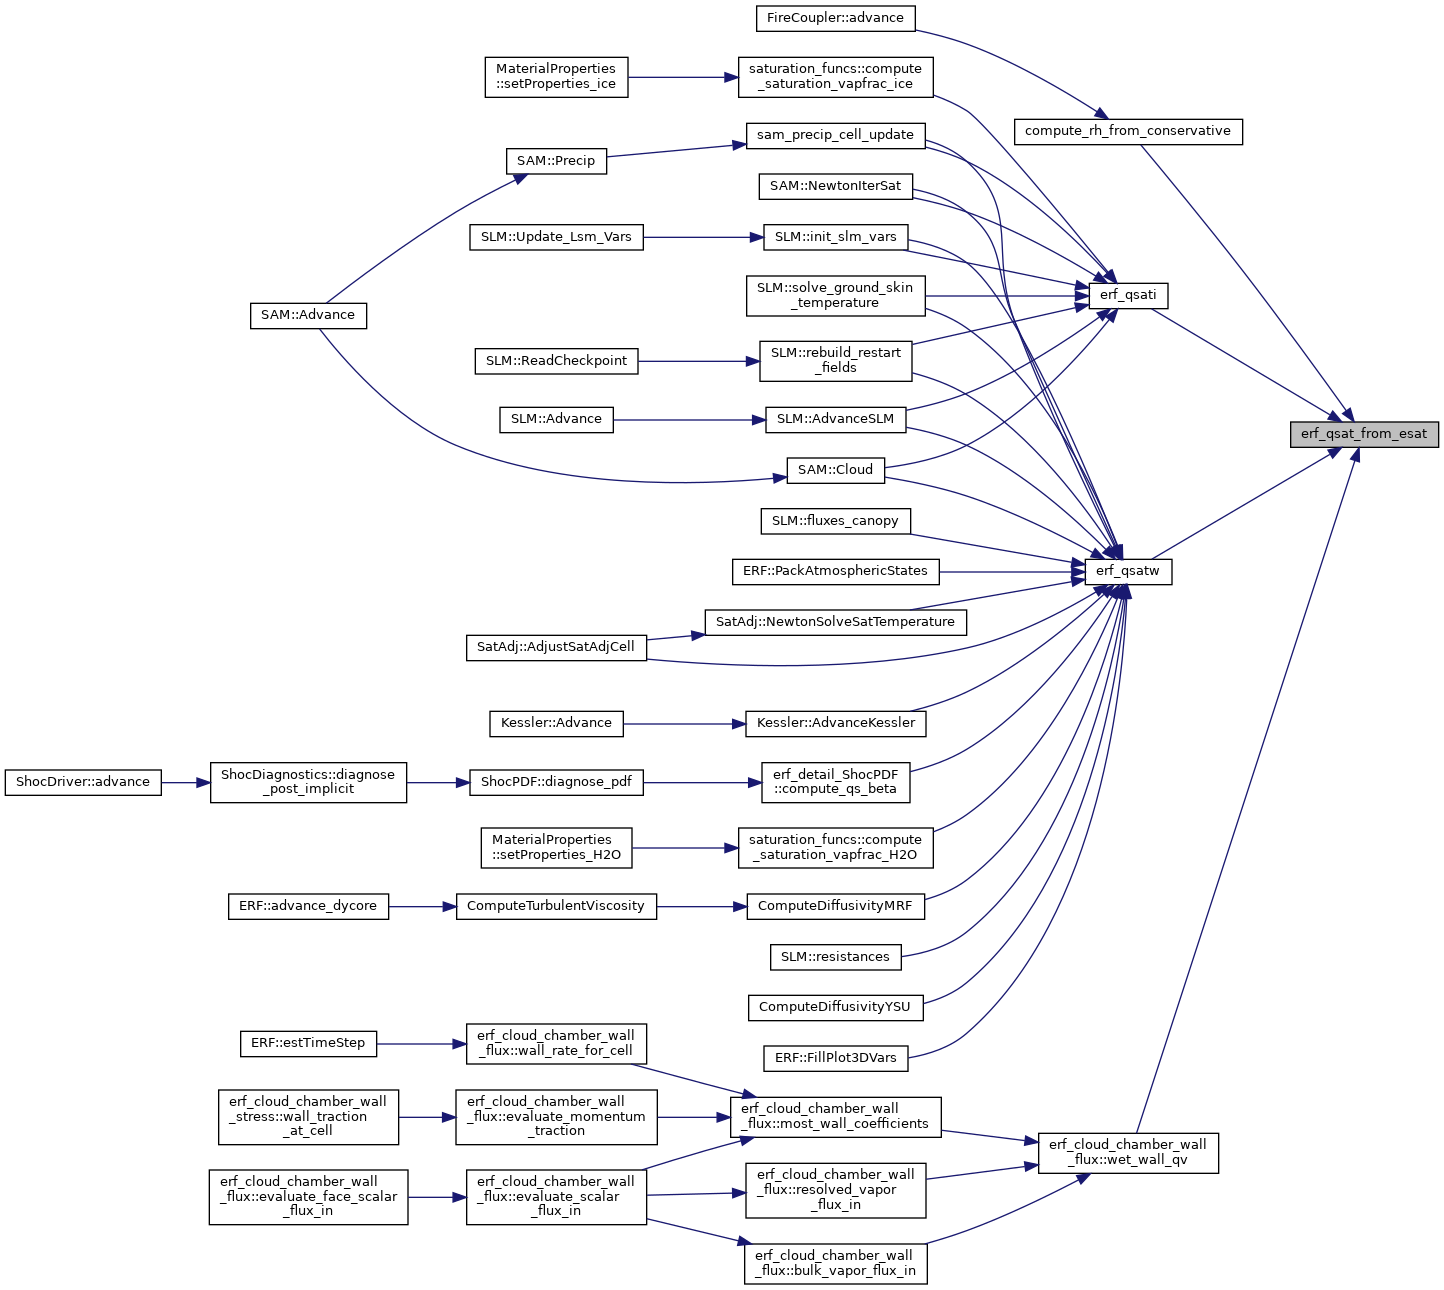 FireCoupler::advance
MaterialProperties
::setProperties_ice
saturation_funcs::compute
_saturation_vapfrac_ice
compute_rh_from_conservative
sam_precip_cell_update
SAM::Precip
SAM::NewtonIterSat
SLM::Update_Lsm_Vars
SLM::init_slm_vars
SLM::solve_ground_skin
_temperature
erf_qsati
SAM::Advance
SLM::ReadCheckpoint
SLM::rebuild_restart
_fields
SLM::Advance
SLM::AdvanceSLM
erf_qsat_from_esat
SAM::Cloud
SLM::fluxes_canopy
ERF::PackAtmosphericStates
erf_qsatw
SatAdj::NewtonSolveSatTemperature
SatAdj::AdjustSatAdjCell
Kessler::Advance
Kessler::AdvanceKessler
ShocDriver::advance
ShocDiagnostics::diagnose
_post_implicit
ShocPDF::diagnose_pdf
erf_detail_ShocPDF
::compute_qs_beta
MaterialProperties
::setProperties_H2O
saturation_funcs::compute
_saturation_vapfrac_H2O
ERF::advance_dycore
ComputeTurbulentViscosity
ComputeDiffusivityMRF
SLM::resistances
ComputeDiffusivityYSU
ERF::estTimeStep
erf_cloud_chamber_wall
_flux::wall_rate_for_cell
ERF::FillPlot3DVars
erf_cloud_chamber_wall
_stress::wall_traction
_at_cell
erf_cloud_chamber_wall
_flux::evaluate_momentum
_traction
erf_cloud_chamber_wall
_flux::most_wall_coefficients
erf_cloud_chamber_wall
_flux::wet_wall_qv
erf_cloud_chamber_wall
_flux::evaluate_face_scalar
_flux_in
erf_cloud_chamber_wall
_flux::evaluate_scalar
_flux_in
erf_cloud_chamber_wall
_flux::resolved_vapor
_flux_in
erf_cloud_chamber_wall
_flux::bulk_vapor_flux_in